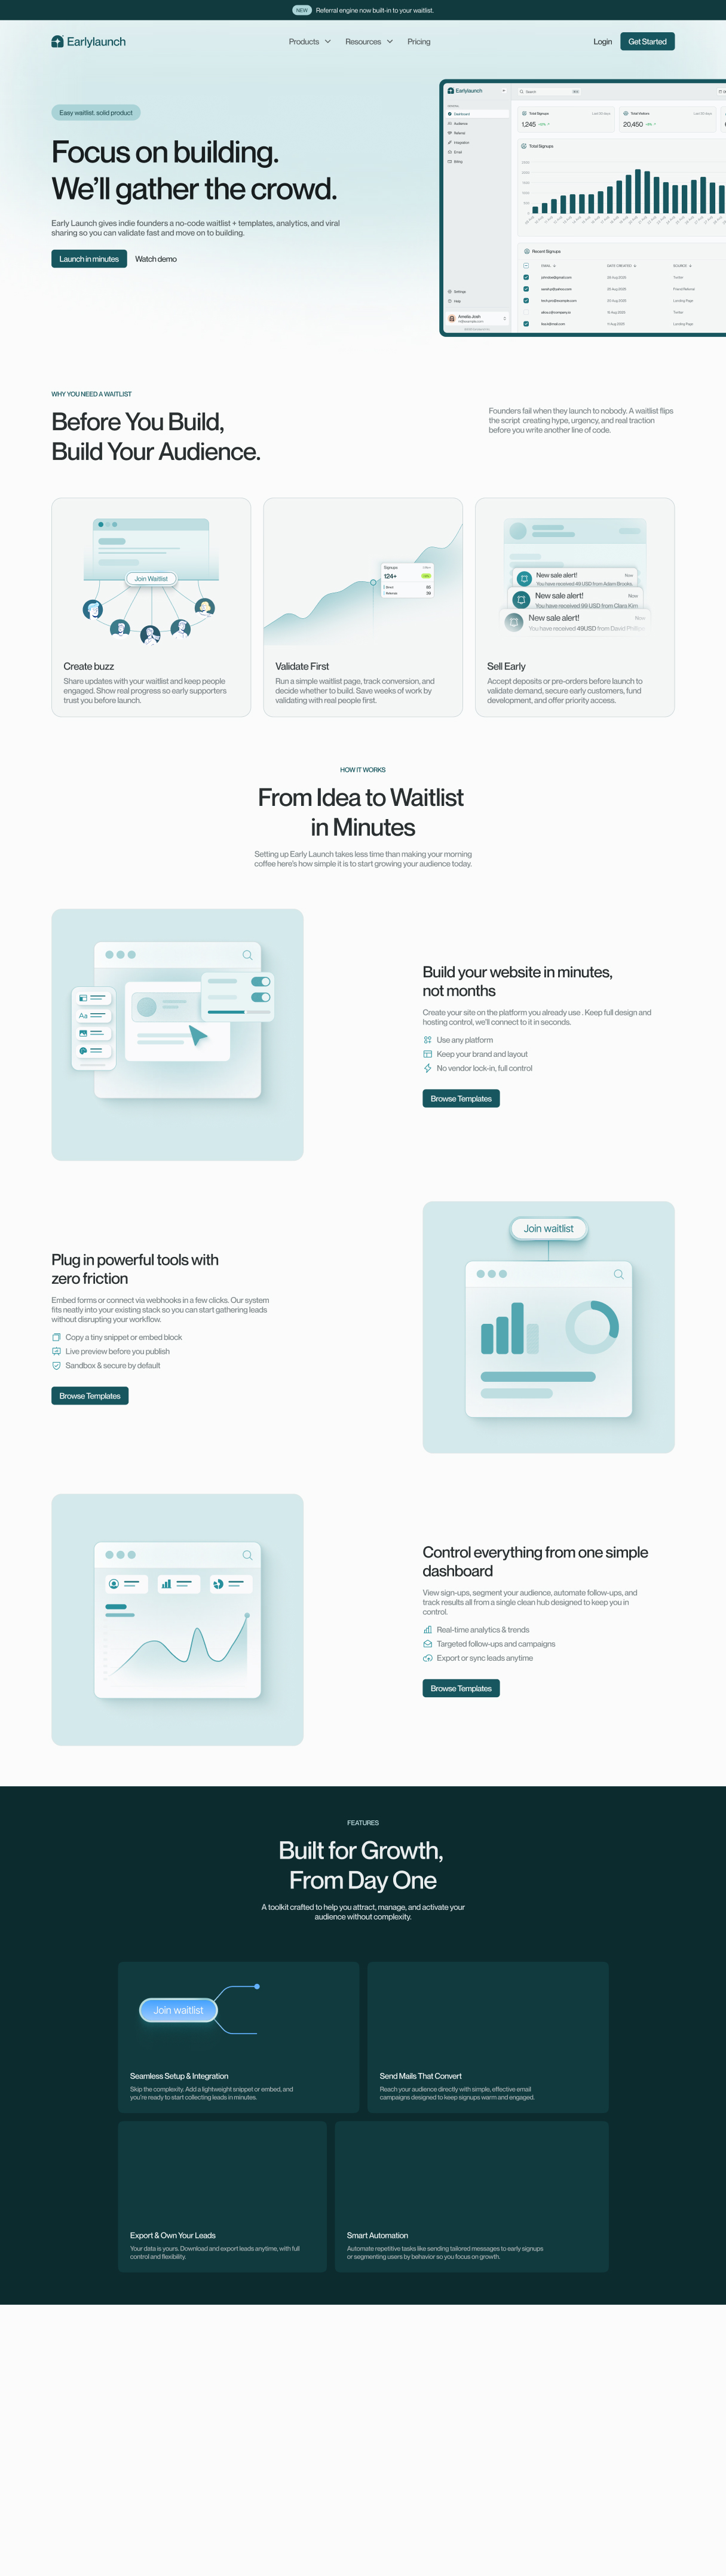 NEW Referral engine now built-in to your waitlist.
Earlylaunch
Products
Resources
Pricing
Login
Get Started
Easy waitlist, solid product
Focus on building.
We'll gather the crowd.
Early Launch gives indie founders a no-code waitlist + templates, analytics, and viral
sharing so you can validate fast and move on to building.
Launch in minutes
Watch demo
Earlylaunch
Search
Dashboard
Audience
Referral
Integration
Email
Billing
Settings
Help
Amelia Josh
Total Signups
Last 30 days
1,245
Total Visitors
Last 30 days
20,450
Total Signups
Recent Signups
EMAIL
DATE CREATED
SOURCE
Twitter
Landing Page
Twitter
Landing Page
WHY YOU NEED A WAITLIST
Before You Build,
Build Your Audience.
Founders fail when they launch to nobody. A waitlist flips
the script creating hype, urgency, and real traction
before you write another line of code.
Join Waitlist
Create buzz
Share updates with your waitlist and keep people
engaged. Show real progress so early supporters
trust you before launch.
Signups
124+
Validate First
Run a simple waitlist page, track conversion, and
decide whether to build. Save weeks of work by
validating with real people first.
New sale alert!
Now
You have received 49 USD from Adam Brooks.
New sale alert!
Now
You have received 99 USD from Clara Kim
New sale alert!
Now
You have received 49USD from David Phillips
Sell Early
Accept deposits or pre-orders before launch to
validate demand, secure early customers, fund
development, and offer priority access.
HOW IT WORKS
From Idea to Waitlist
in Minutes
Setting up Early Launch takes less time than making your morning
coffee here's how simple it is to start growing your audience today.
Aa
Build your website in minutes,
not months
Create your site on the platform you already use . Keep full design and
hosting control, we'll connect to it in seconds.
Use any platform
Keep your brand and layout
No vendor lock-in, full control
Browse Templates
Plug in powerful tools with
zero friction
Embed forms or connect via webhooks in a few clicks. Our system
fits neatly into your existing stack so you can start gathering leads
without disrupting your workflow.
Copy a tiny snippet or embed block
Live preview before you publish
Sandbox & secure by default
Browse Templates
Join waitlist
Control everything from one simple
dashboard
View sign-ups, segment your audience, automate follow-ups, and
track results all from a single clean hub designed to keep you in
control.
Real-time analytics & trends
Targeted follow-ups and campaigns
Export or sync leads anytime
Browse Templates
FEATURES
Built for Growth,
From Day One
A toolkit crafted to help you attract, manage, and activate your
audience without complexity.
Join waitlist
Seamless Setup & Integration
Skip the complexity. Add a lightweight snippet or embed, and
you're ready to start collecting leads in minutes.
Send Mails That Convert
Reach your audience directly with simple, effective email
campaigns designed to keep signups warm and engaged.
Export & Own Your Leads
Your data is yours. Download and export leads anytime, with full
control and flexibility.
Smart Automation
Automate repetitive tasks like sending tailored messages to early signups
or segmenting users by behavior so you focus on growth.